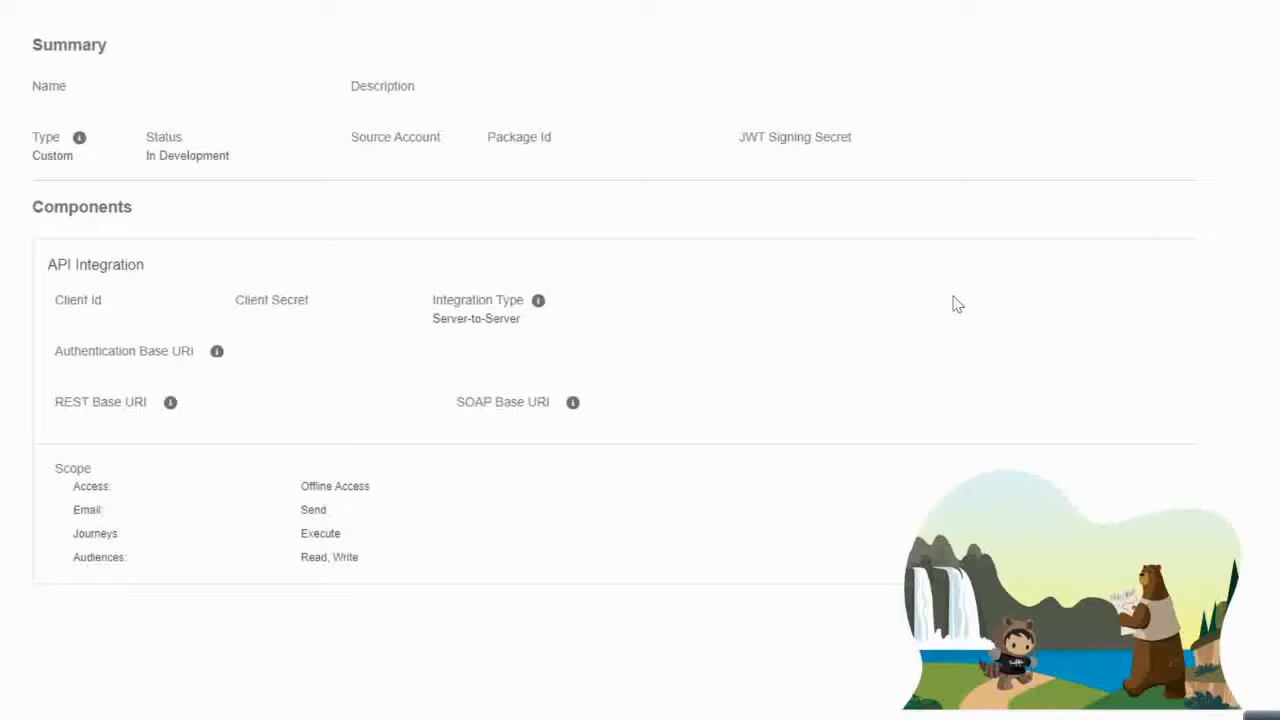 Summary
Name Description
Type Status Source Account Package Id JWT Signing Secret
Custom In Development
Components
API Integration
Client Id Client Secret Integration Type
Server-to-Server
Authentication Base URI
REST Base URI SOAP Base URI
Scope
Access: Offline Access
Email: Send
Journeys: Execute
Audiences: Read, Write